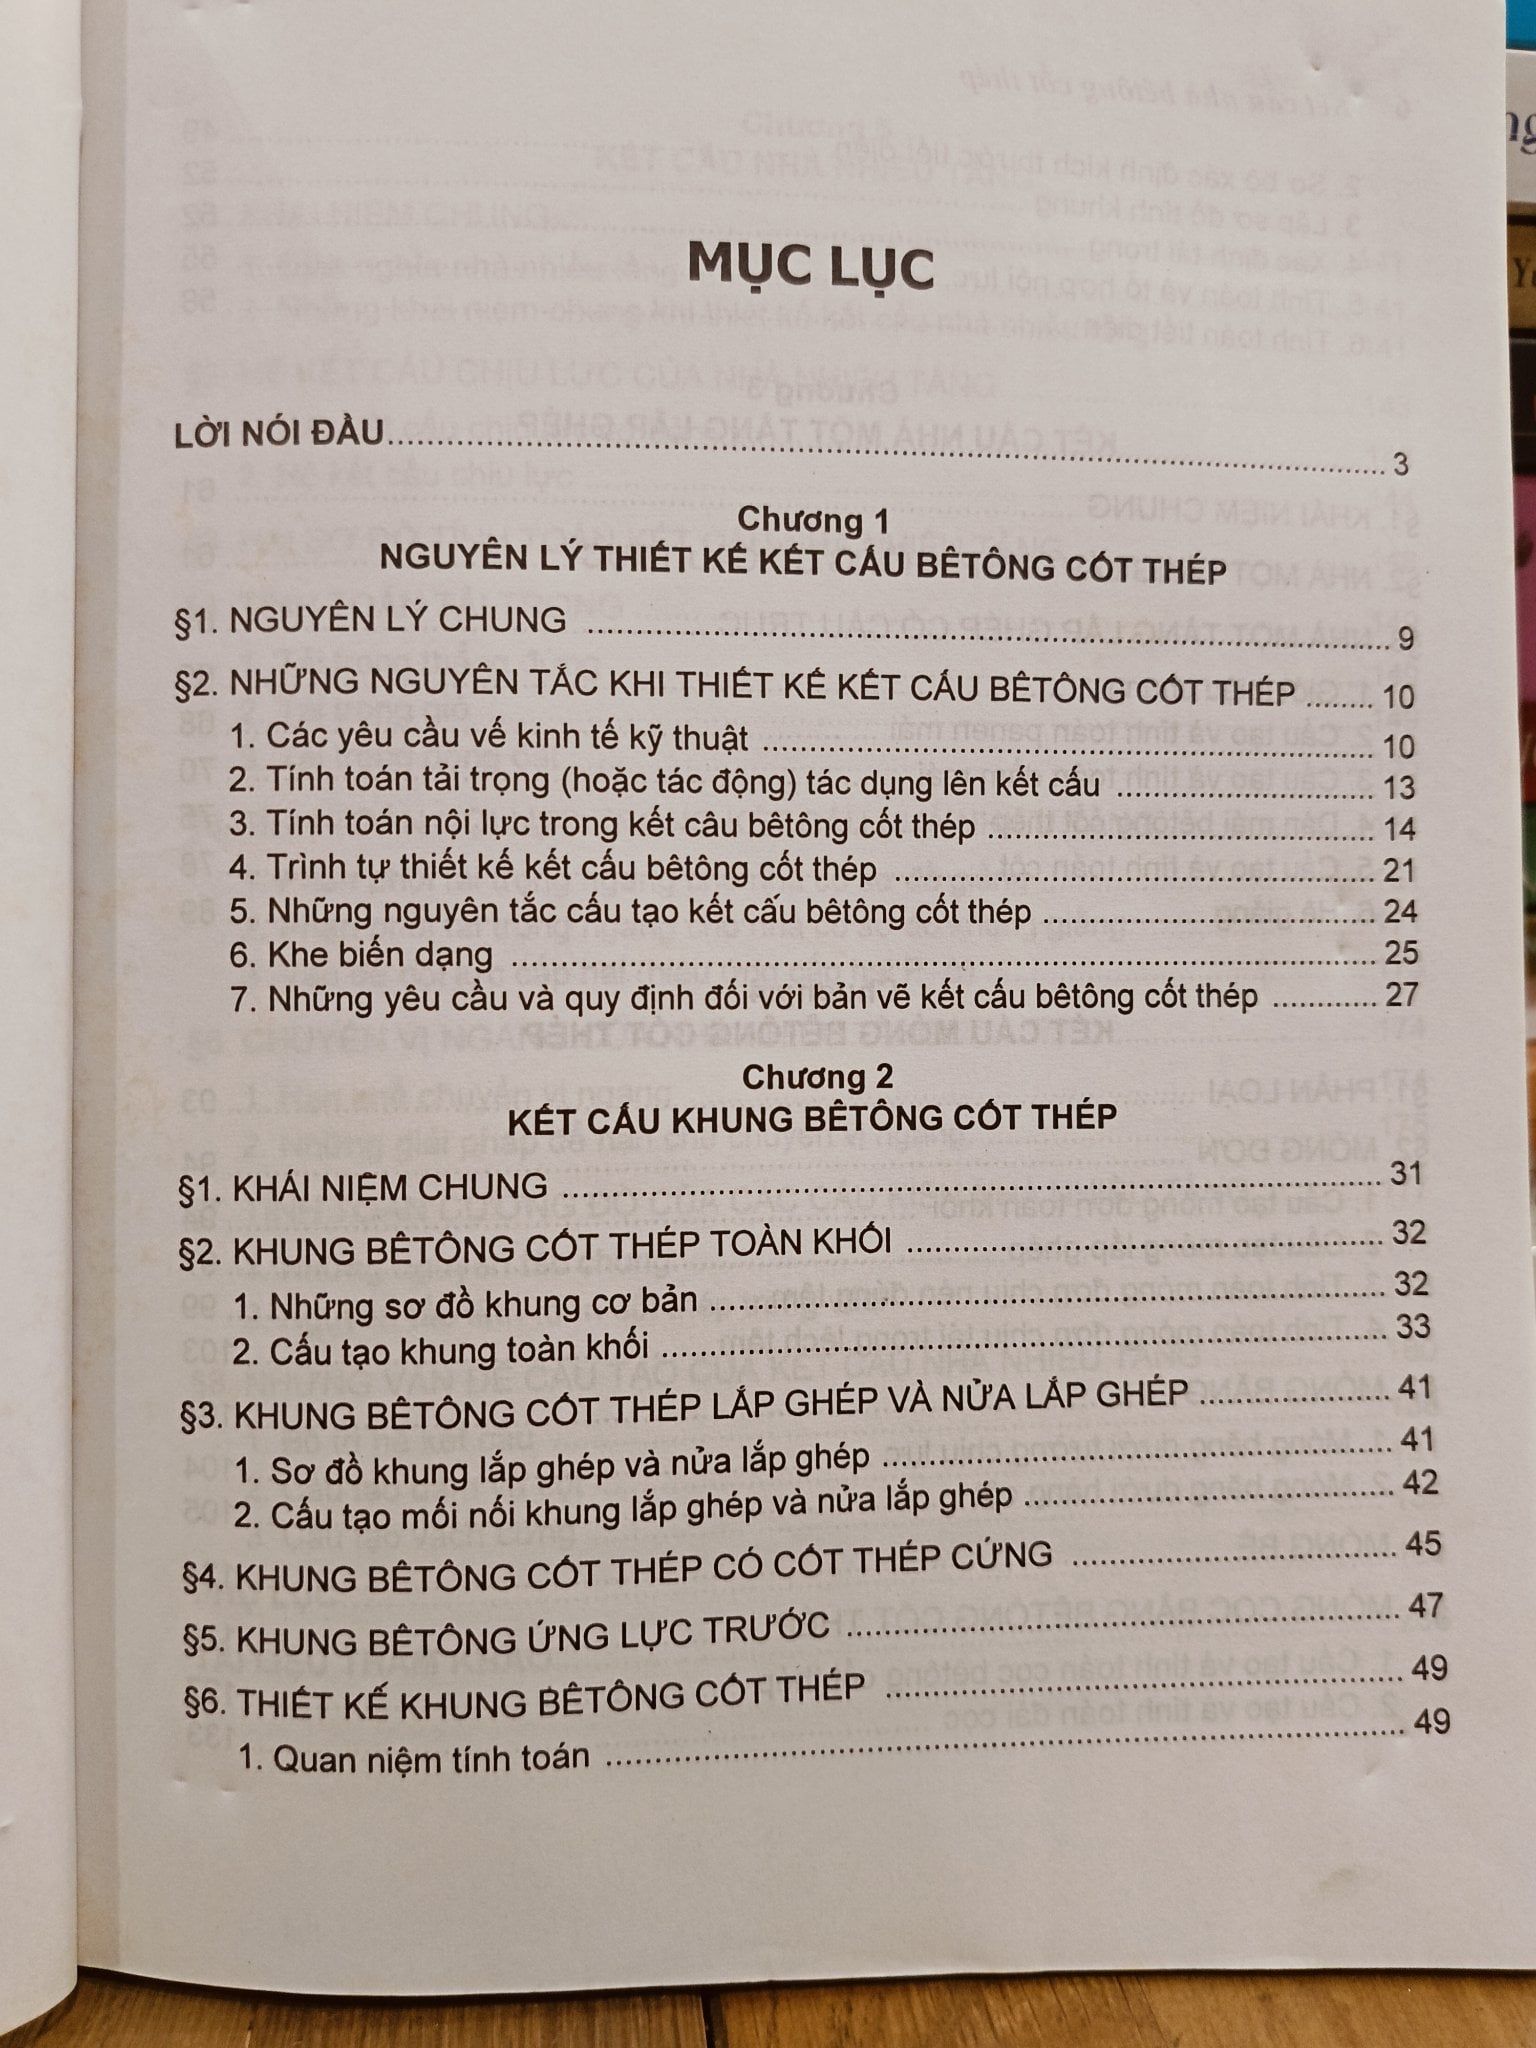 MỤC LỤC
LỜI NÓI ĐẦU........ 3
Chương 1
NGUYÊN LÝ THIẾT KẾ KẾT CẤU BÊTÔNG CỐT THÉP
§1. NGUYÊN LÝ CHUNG ........ 9
§2. NHỮNG NGUYÊN TẮC KHI THIẾT KẾ KẾT CẤU BÊTÔNG CỐT THÉP ........ 10
1. Các yêu cầu về kinh tế kỹ thuật ........ 10
2. Tính toán tải trọng (hoặc tác động) tác dụng lên kết cấu ........ 13
3. Tính toán nội lực trong kết câu bêtông cốt thép ........ 14
4. Trình tự thiết kế kết cấu bêtông cốt thép ........ 21
5. Những nguyên tắc cấu tạo kết cấu bêtông cốt thép ........ 24
6. Khe biến dạng ........ 25
7. Những yêu cầu và quy định đối với bản vẽ kết cấu bêtông cốt thép ........ 27
Chương 2
KẾT CẤU KHUNG BÊTÔNG CỐT THÉP
§1. KHÁI NIỆM CHUNG ........ 31
§2. KHUNG BÊTÔNG CỐT THÉP TOÀN KHỐI ........ 32
1. Những sơ đồ khung cơ bản ........ 32
2. Cấu tạo khung toàn khối ........ 33
§3. KHUNG BÊTÔNG CỐT THÉP LẮP GHÉP VÀ NỬA LẮP GHÉP ........ 41
1. Sơ đồ khung lắp ghép và nửa lắp ghép ........ 41
2. Cấu tạo mối nối khung lắp ghép và nửa lắp ghép ........ 42
§4. KHUNG BÊTÔNG CỐT THÉP CÓ CỐT THÉP CỨNG ........ 45
§5. KHUNG BÊTÔNG ỨNG LỰC TRƯỚC ........ 47
§6. THIẾT KẾ KHUNG BÊTÔNG CỐT THÉP ........ 49
1. Quan niệm tính toán ........ 49